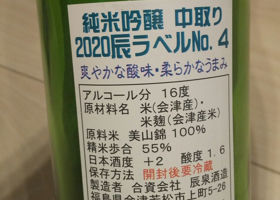 純米吟醸 中取り
2020辰ラベルNo. 4
爽やかな酸味・柔らかなうまみ
アルコール分 16度
原材料名 米(会津産)・
米麹(会津産米)
原料米 美山錦 100%
精米歩合 55%
日本酒度 +2 酸度 1.6
保存方法 開封後要冷蔵
製造者 合資会社 辰泉酒造
福島県会津若松市上町5-26